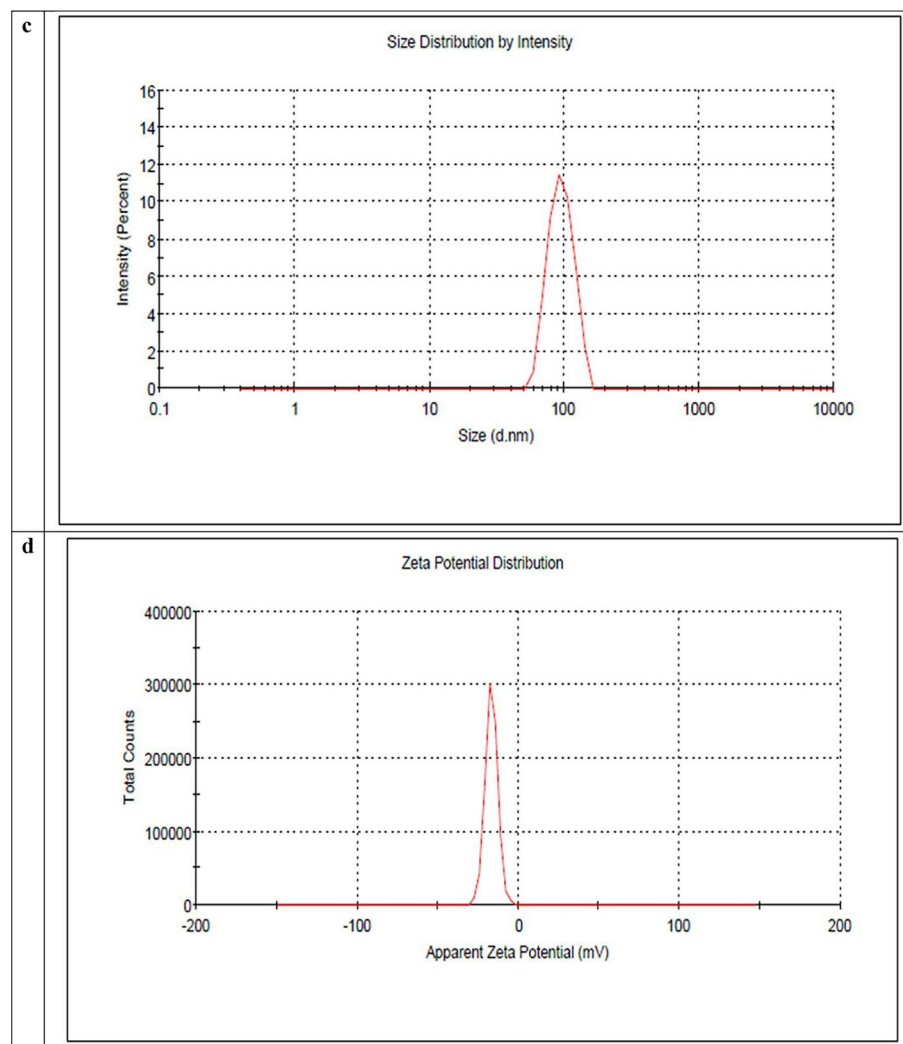 c
Size Distribution by Intensity
16
14
12
10
8
6
4
2
0
Intensity (Percent)
0.1 1 10 100 1000 10000
Size (d.nm)
d
Zeta Potential Distribution
400000
300000
200000
100000
0
Total Counts
-200 -100 0 100 200
Apparent Zeta Potential (mV)